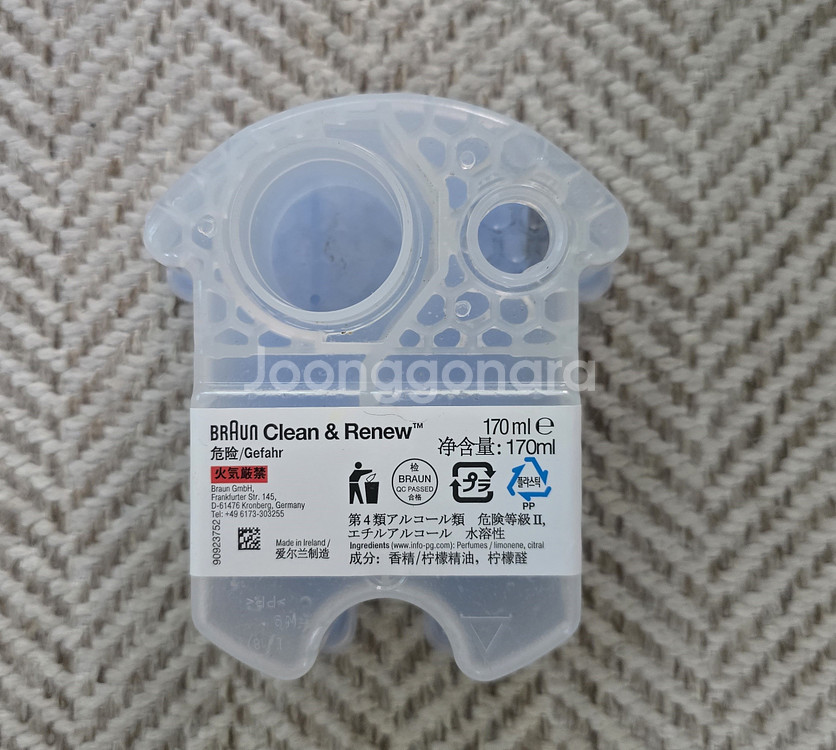 Joonggonara
BRAUN Clean & Renew™
170 ml ℮
净含量: 170ml
危险/Gefahr
火気厳禁
Braun GmbH,
Frankfurter Str. 145,
D-61476 Kronberg, Germany
Tel: +49 6173-303255
90923752
Made in Ireland /
爱尔兰制造
检
BRAUN
QC PASSED
合格
プラ
플라스틱
PP
第4類アルコール類 危険等級Ⅱ,
エチルアルコール 水溶性
Ingredients (www.info-pg.com): Perfumes / limonene, citral
成分: 香精/柠檬精油, 柠檬醛